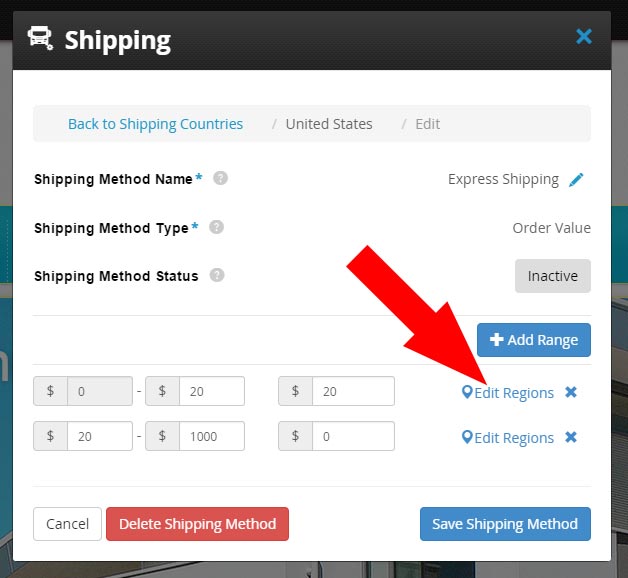 Shipping
Back to Shipping Countries / United States / Edit
Shipping Method Name* ? Express Shipping
Shipping Method Type* ? Order Value
Shipping Method Status ? Inactive
Add Range
$ 0 - $ 20 $ 20 Edit Regions
$ 20 - $ 1000 $ 0 Edit Regions
Cancel Delete Shipping Method Save Shipping Method